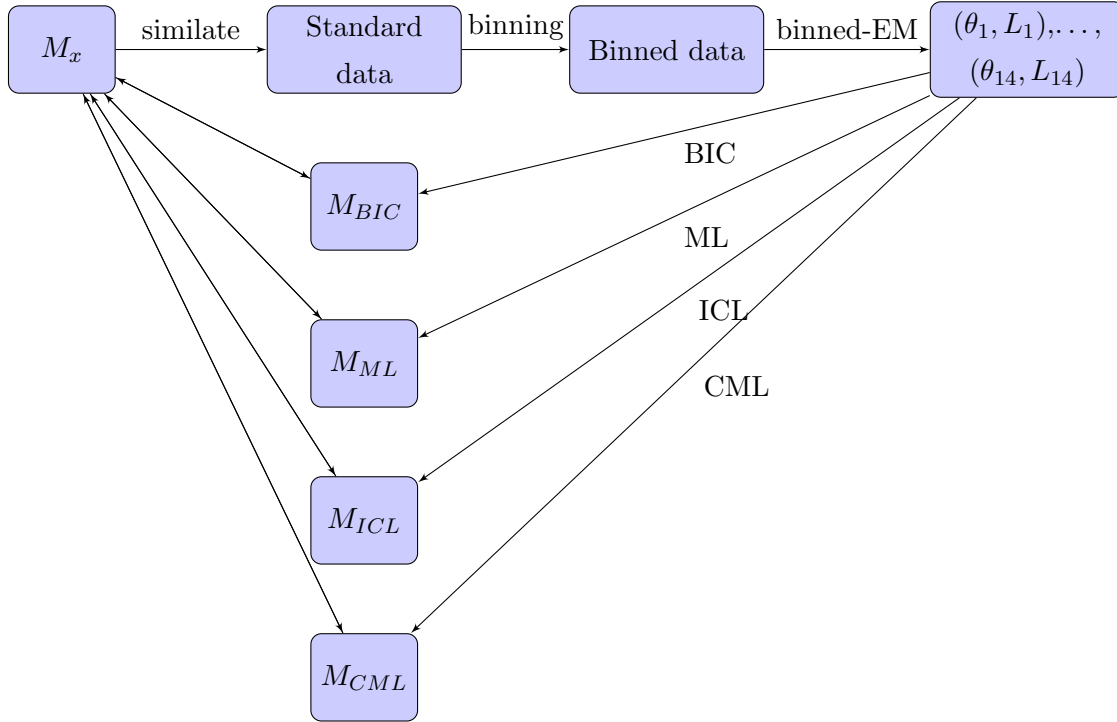 M_x
similate
Standard
data
binning
Binned data
binned-EM
(θ_1, L_1),...,
(θ_14, L_14)
BIC
M_BIC
ML
M_ML
ICL
CML
M_ICL
M_CML